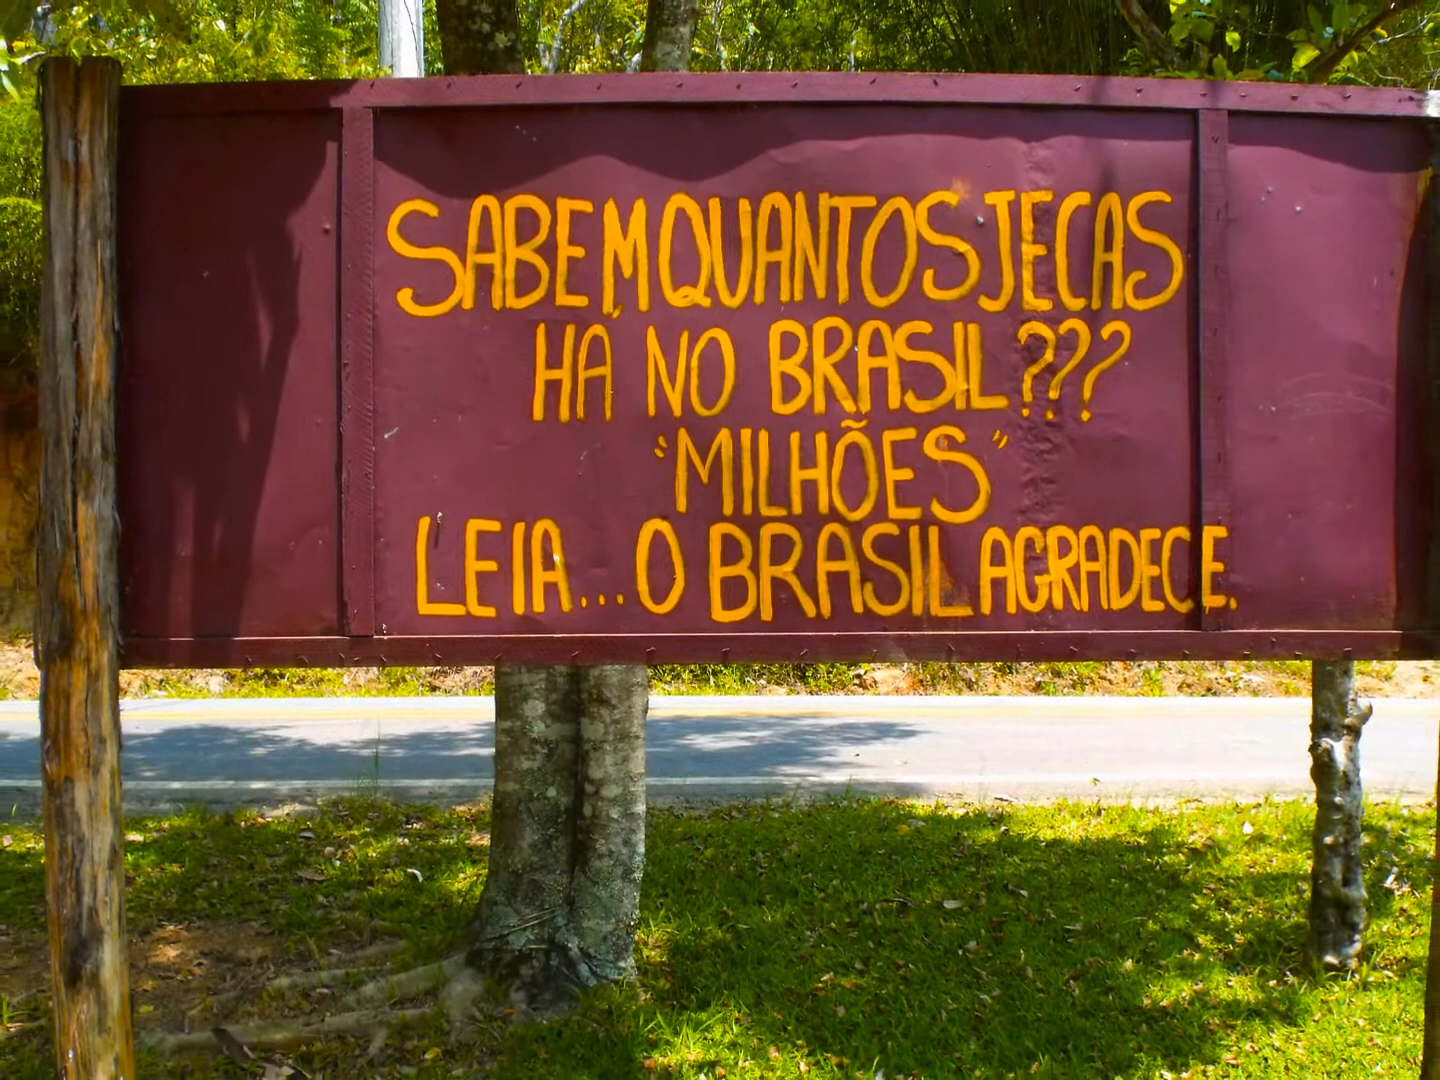 SABEM QUANTOS JECAS
HÁ NO BRASIL???
"MILHÕES"
LEIA... O BRASIL AGRADECE.